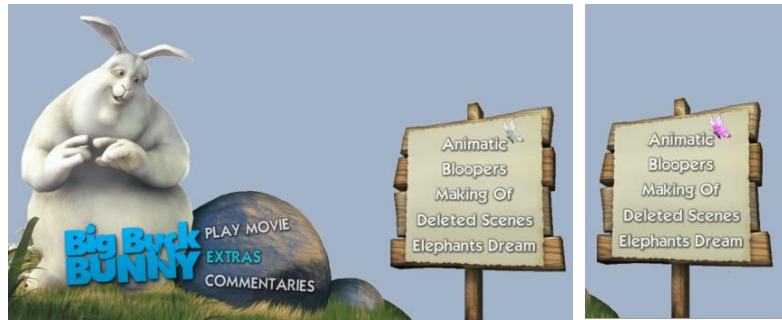 Big Buck
BUNNY
PLAY MOVIE
EXTRAS
COMMENTARIES
Animatic
Bloopers
Making Of
Deleted Scenes
Elephants Dream
Animatic
Bloopers
Making Of
Deleted Scenes
Elephants Dream